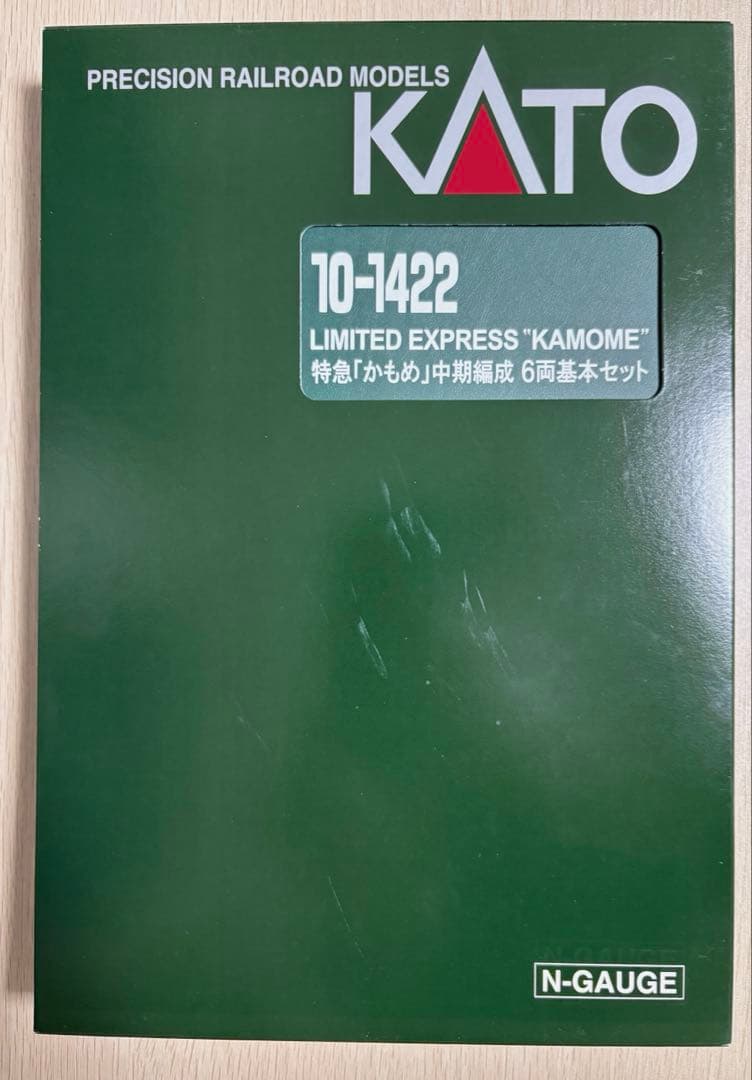 PRECISION RAILROAD MODELS
KATO
10-1422
LIMITED EXPRESS "KAMOME"
特急「かもめ」中期編成 6両基本セット
N-GAUGE